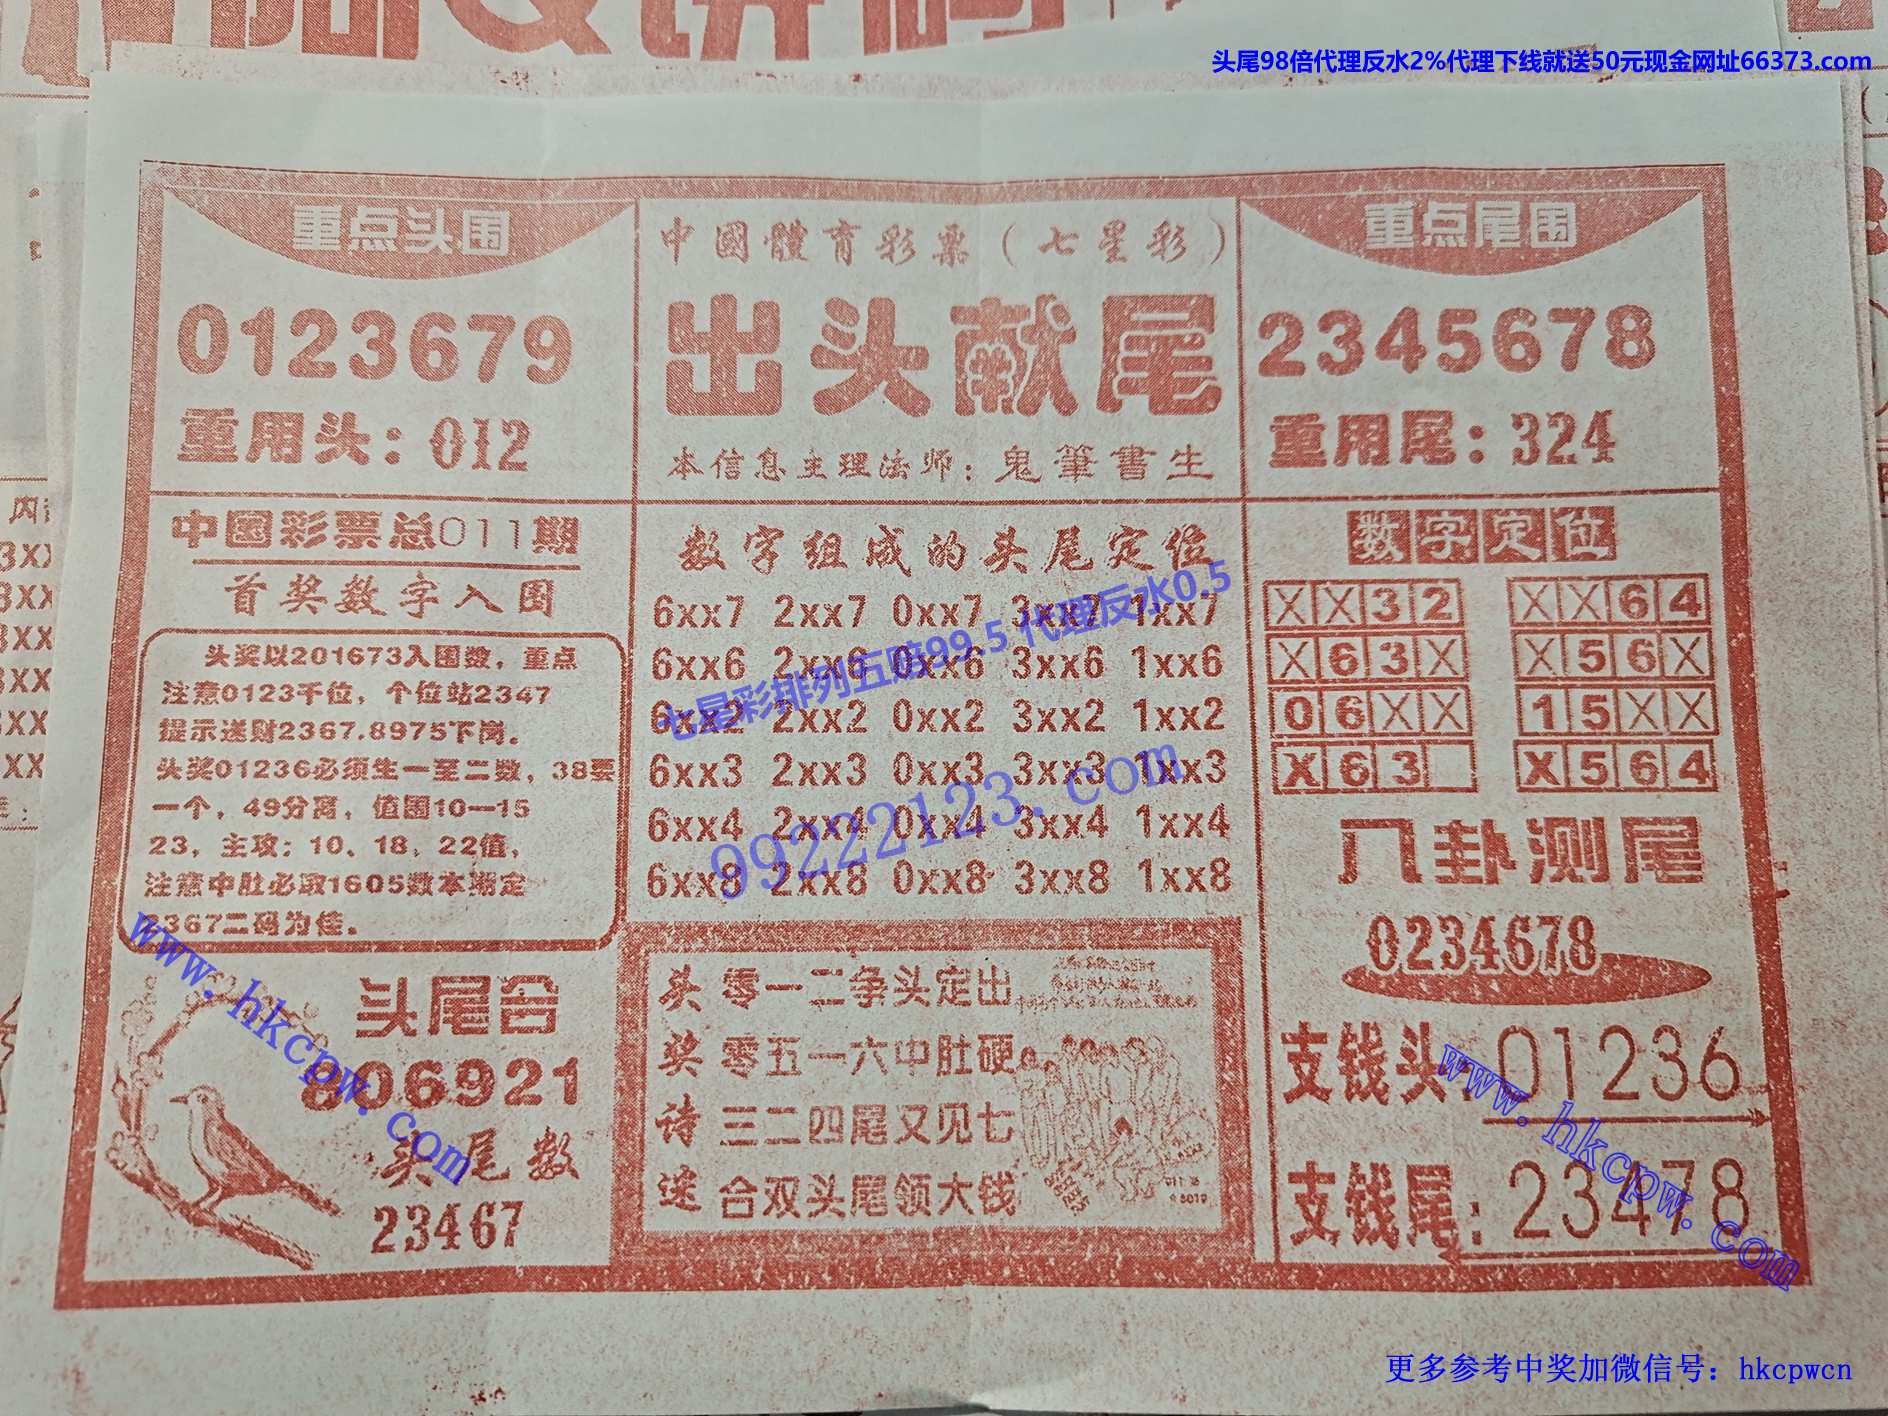 头尾98倍代理反水2%代理下线就送50元现金网址66373.com
重点头围
0123679
重用头：012
中國體育彩票（七星彩）
出头献尾
本信息主理法师：鬼筆書生
重点尾围
2345678
重用尾：324
中国彩票总011期
首奖数字入围
头奖以201673入围数，重点
注意0123千位，个位站2347
提示送财2367.8975下岗。
头奖01236必须生一至二数，38要
一个，49分离，值围10—15
23，主攻：10、18、22值，
注意中肚必取1605数本期定
2367二码为佳。
头尾合
806921
头尾数
23467
数字组成的头尾定位
6xx7 2xx7 0xx7 3xx7 1xx7
6xx6 2xx6 0xx6 3xx6 1xx6
6xx2 2xx2 0xx2 3xx2 1xx2
6xx3 2xx3 0xx3 3xx3 1xx3
6xx4 2xx4 0xx4 3xx4 1xx4
6xx8 2xx8 0xx8 3xx8 1xx8
七星彩排列五赔99.5 代理反水0.5
99222123.com
头奖诗送
零一二争头定出
零五一六中肚硬
三二四尾又见七
合双头尾领大钱
数字定位
XX32 XX64
X63X X56X
06XX 15XX
X63 X564
八卦测尾
0234678
支钱头：01236
支钱尾：23478
www.hkcpw.com
www.hkcpw.com
更多参考中奖加微信号：hkcpwcn